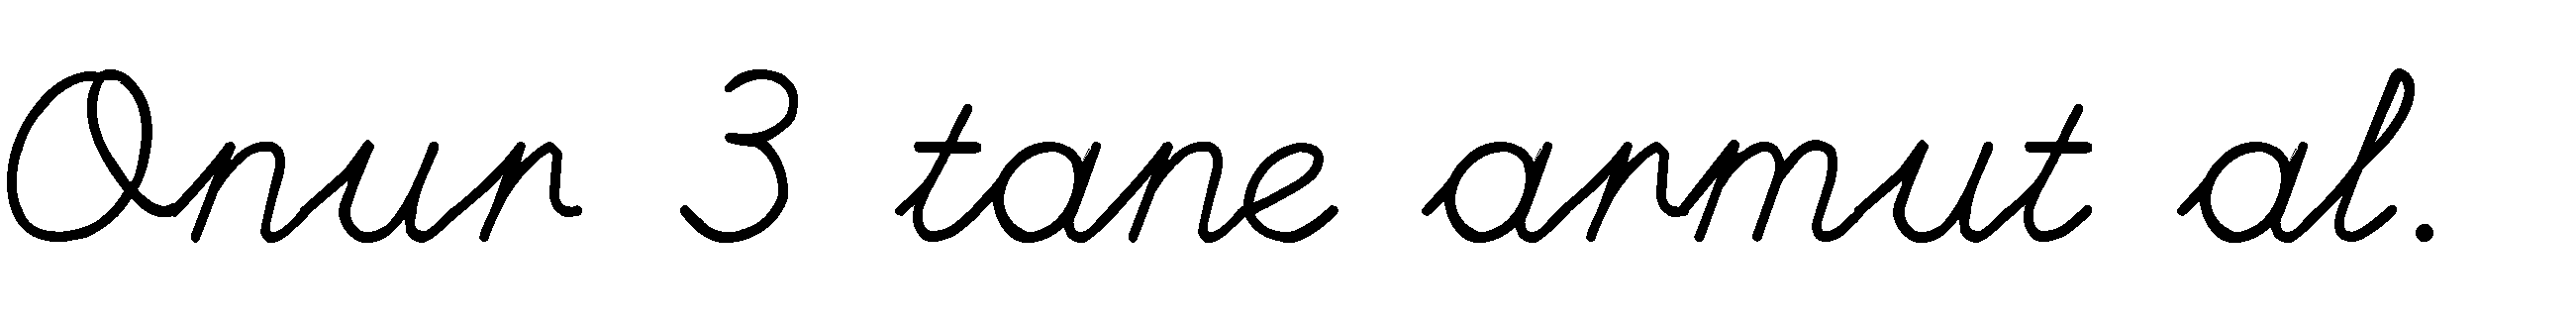 Onur 3 tane armut al.